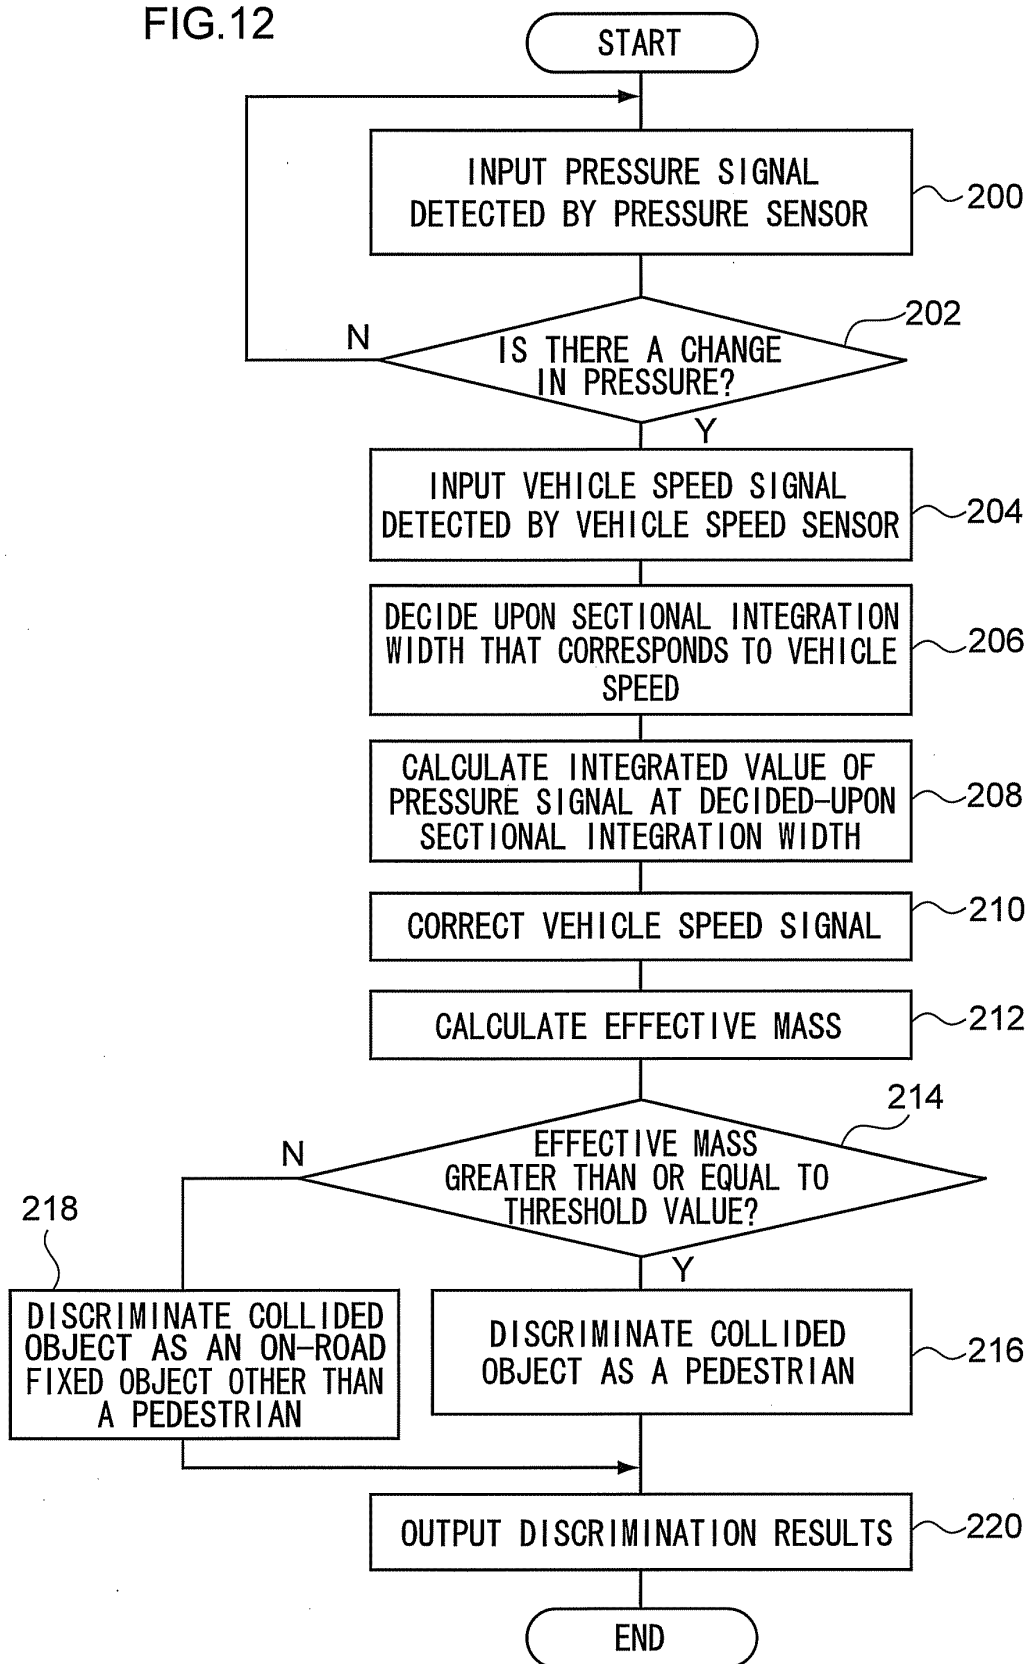 FIG.12
START
INPUT PRESSURE SIGNAL
DETECTED BY PRESSURE SENSOR
200
202
N
IS THERE A CHANGE
IN PRESSURE?
Y
INPUT VEHICLE SPEED SIGNAL
DETECTED BY VEHICLE SPEED SENSOR
204
DECIDE UPON SECTIONAL INTEGRATION
WIDTH THAT CORRESPONDS TO VEHICLE
SPEED
206
CALCULATE INTEGRATED VALUE OF
PRESSURE SIGNAL AT DECIDED-UPON
SECTIONAL INTEGRATION WIDTH
208
CORRECT VEHICLE SPEED SIGNAL
210
CALCULATE EFFECTIVE MASS
212
214
N
EFFECTIVE MASS
GREATER THAN OR EQUAL TO
THRESHOLD VALUE?
Y
218
DISCRIMINATE COLLIDED
OBJECT AS AN ON-ROAD
FIXED OBJECT OTHER THAN
A PEDESTRIAN
DISCRIMINATE COLLIDED
OBJECT AS A PEDESTRIAN
216
OUTPUT DISCRIMINATION RESULTS
220
END